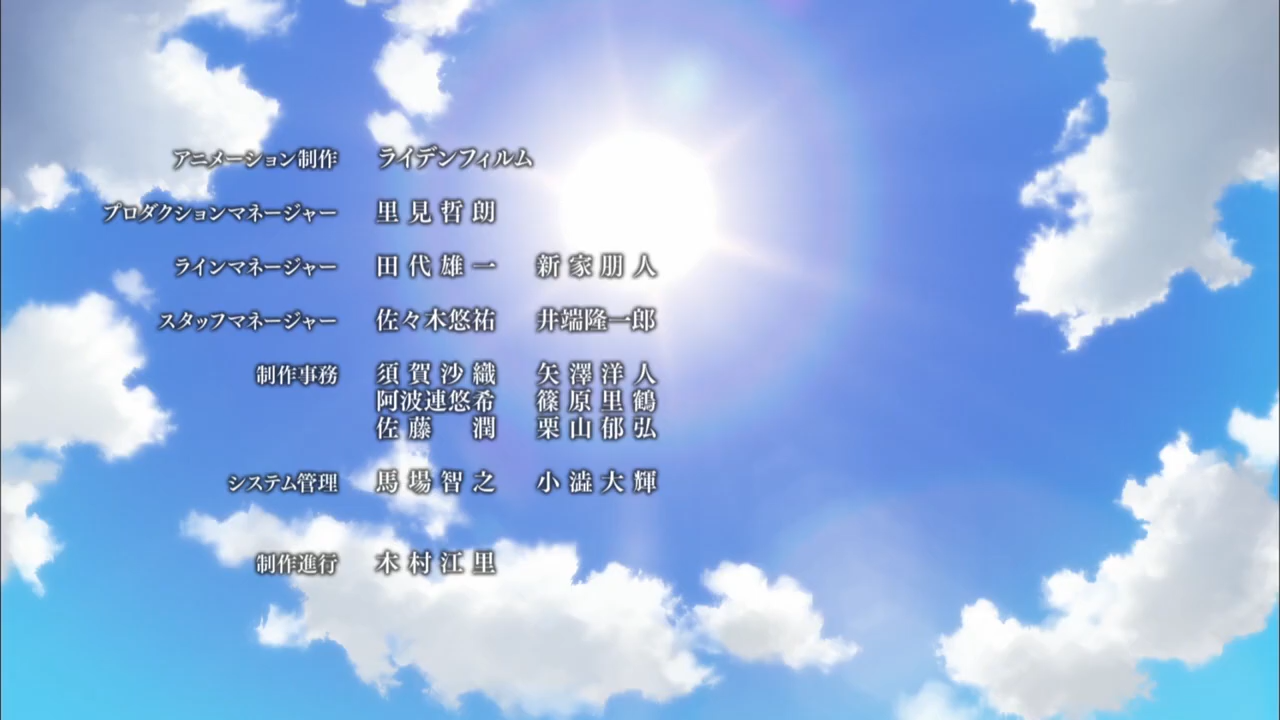 アニメーション制作 ライデンフィルム
プロダクションマネージャー 里見哲朗
ラインマネージャー 田代雄一 新家朋人
スタッフマネージャー 佐々木悠祐 井端隆一郎
制作事務 須賀沙織 矢澤洋人
阿波連悠希 篠原里鶴
佐藤 潤 栗山郁弘
システム管理 馬場智之 小澁大輝
制作進行 木村江里